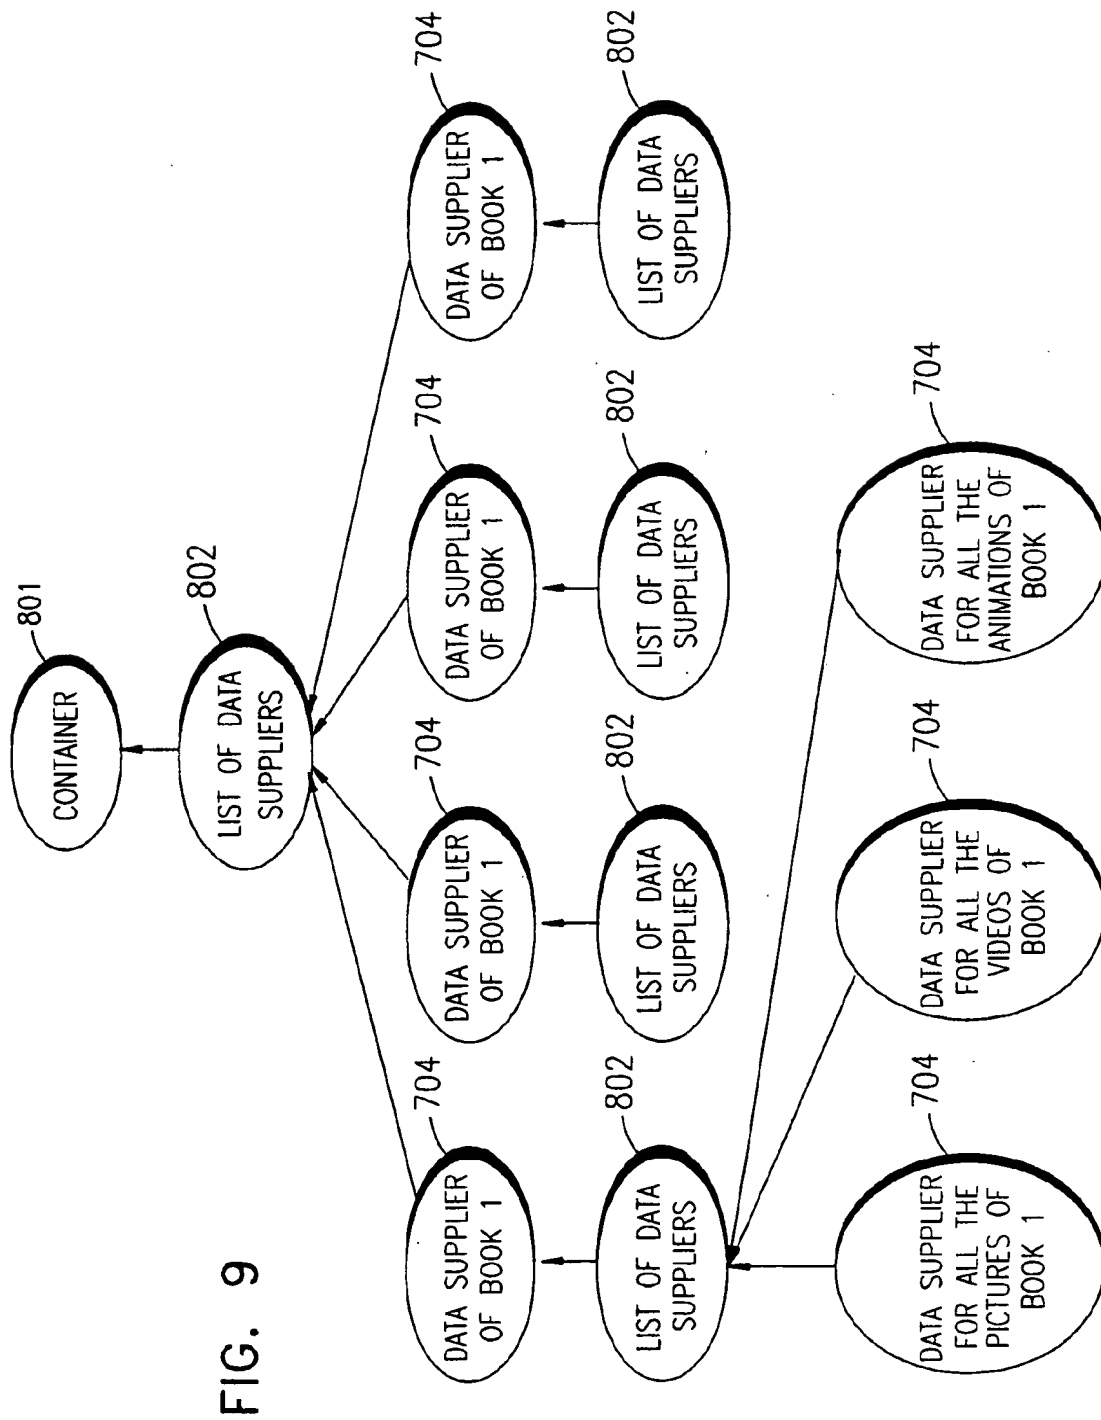 FIG. 9
801
CONTAINER
802
LIST OF DATA
SUPPLIERS
704
DATA SUPPLIER
OF BOOK 1
704
DATA SUPPLIER
OF BOOK 1
704
DATA SUPPLIER
OF BOOK 1
704
DATA SUPPLIER
OF BOOK 1
802
LIST OF DATA
SUPPLIERS
802
LIST OF DATA
SUPPLIERS
802
LIST OF DATA
SUPPLIERS
802
LIST OF DATA
SUPPLIERS
704
DATA SUPPLIER
FOR ALL THE
PICTURES OF
BOOK 1
704
DATA SUPPLIER
FOR ALL THE
VIDEOS OF
BOOK 1
704
DATA SUPPLIER
FOR ALL THE
ANIMATIONS OF
BOOK 1